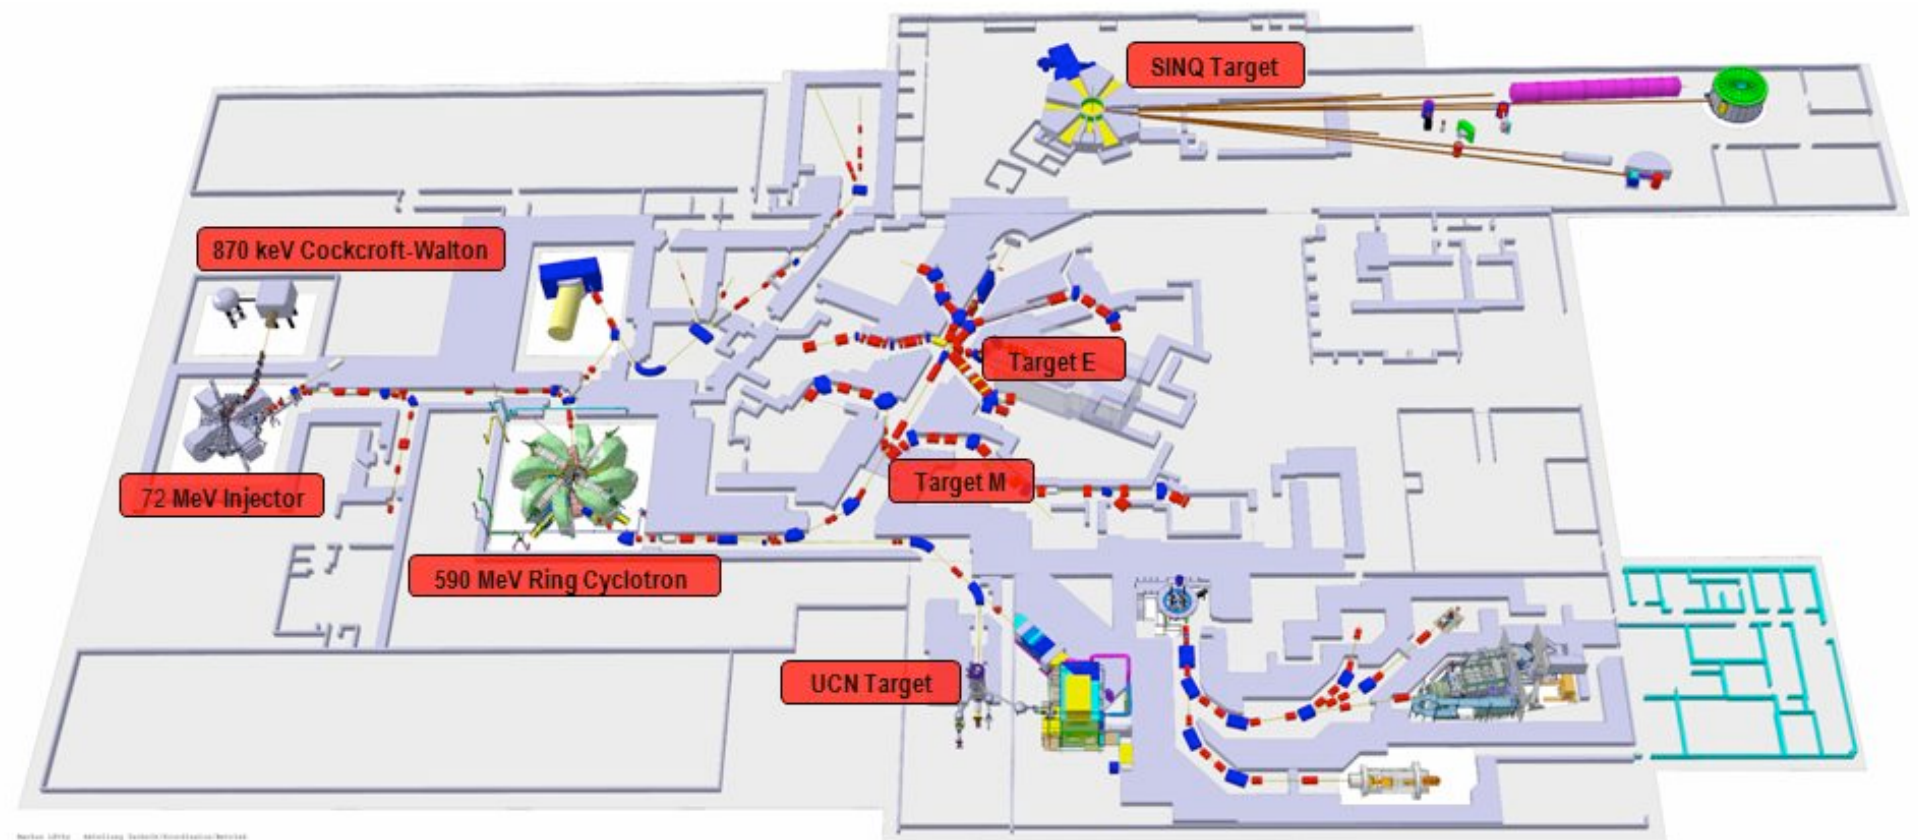 SINQ Target
870 keV Cockcroft-Walton
Target E
Target M
72 MeV Injector
590 MeV Ring Cyclotron
UCN Target